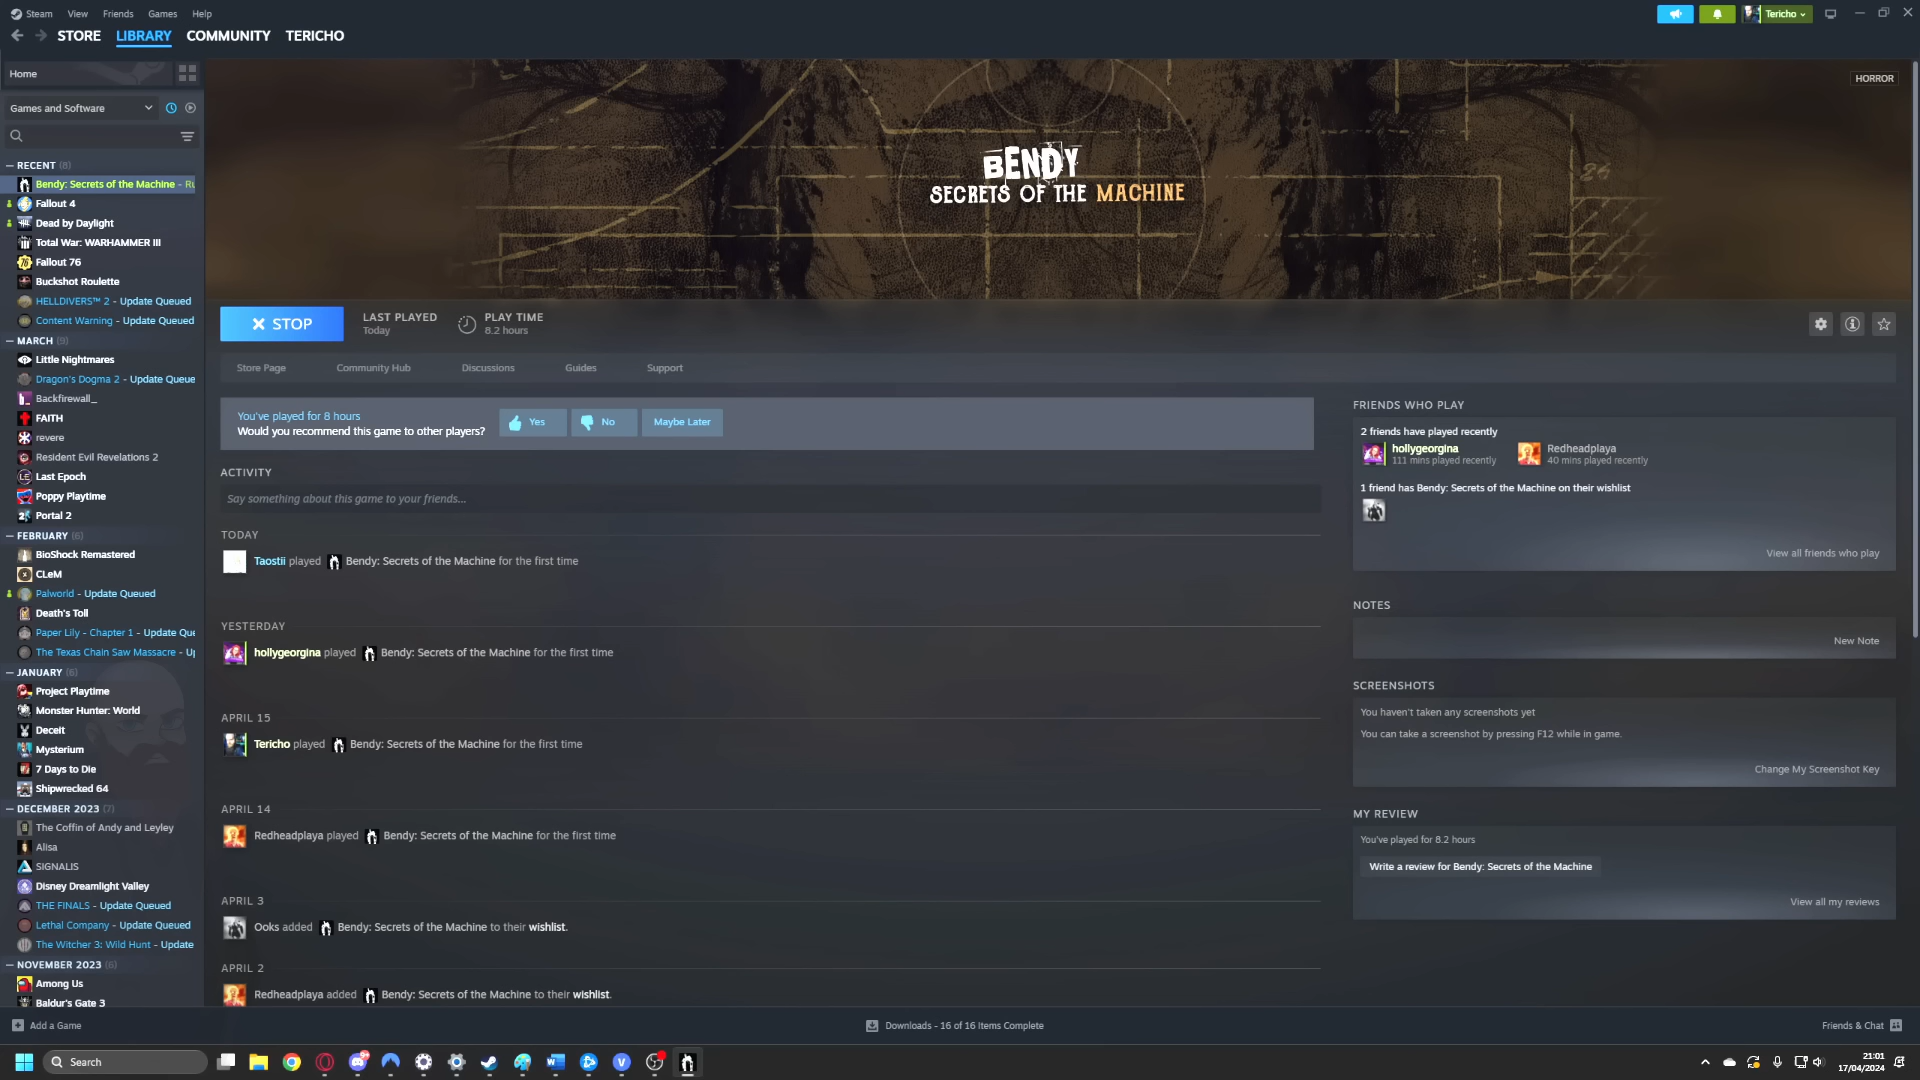 Steam View Friends Games Help
Tericho
STORE LIBRARY COMMUNITY TERICHO
Home
Games and Software
RECENT (8)
Bendy: Secrets of the Machine - Ru
Fallout 4
Dead by Daylight
Total War: WARHAMMER III
Fallout 76
Buckshot Roulette
HELLDIVERS™ 2 - Update Queued
Content Warning - Update Queued
MARCH (9)
Little Nightmares
Dragon's Dogma 2 - Update Queue
Backfirewall_
FAITH
revere
Resident Evil Revelations 2
Last Epoch
Poppy Playtime
Portal 2
FEBRUARY (6)
BioShock Remastered
CLeM
Palworld - Update Queued
Death's Toll
Paper Lily - Chapter 1 - Update Que
The Texas Chain Saw Massacre - Up
JANUARY (6)
Project Playtime
Monster Hunter: World
Deceit
Mysterium
7 Days to Die
Shipwrecked 64
DECEMBER 2023 (7)
The Coffin of Andy and Leyley
Alisa
SIGNALIS
Disney Dreamlight Valley
THE FINALS - Update Queued
Lethal Company - Update Queued
The Witcher 3: Wild Hunt - Update
NOVEMBER 2023 (6)
Among Us
Baldur's Gate 3
HORROR
BENDY
SECRETS OF THE MACHINE
STOP
LAST PLAYED
Today
PLAY TIME
8.2 hours
Store Page Community Hub Discussions Guides Support
You've played for 8 hours
Would you recommend this game to other players?
Yes No Maybe Later
ACTIVITY
Say something about this game to your friends...
TODAY
Taostii played Bendy: Secrets of the Machine for the first time
YESTERDAY
hollygeorgina played Bendy: Secrets of the Machine for the first time
APRIL 15
Tericho played Bendy: Secrets of the Machine for the first time
APRIL 14
Redheadplaya played Bendy: Secrets of the Machine for the first time
APRIL 3
Ooks added Bendy: Secrets of the Machine to their wishlist.
APRIL 2
Redheadplaya added Bendy: Secrets of the Machine to their wishlist.
FRIENDS WHO PLAY
2 friends have played recently
hollygeorgina
111 mins played recently
Redheadplaya
40 mins played recently
1 friend has Bendy: Secrets of the Machine on their wishlist
View all friends who play
NOTES
New Note
SCREENSHOTS
You haven't taken any screenshots yet
You can take a screenshot by pressing F12 while in game.
Change My Screenshot Key
MY REVIEW
You've played for 8.2 hours
Write a review for Bendy: Secrets of the Machine
View all my reviews
Add a Game
Downloads - 16 of 16 Items Complete
Friends & Chat
Search
21:01
17/04/2024